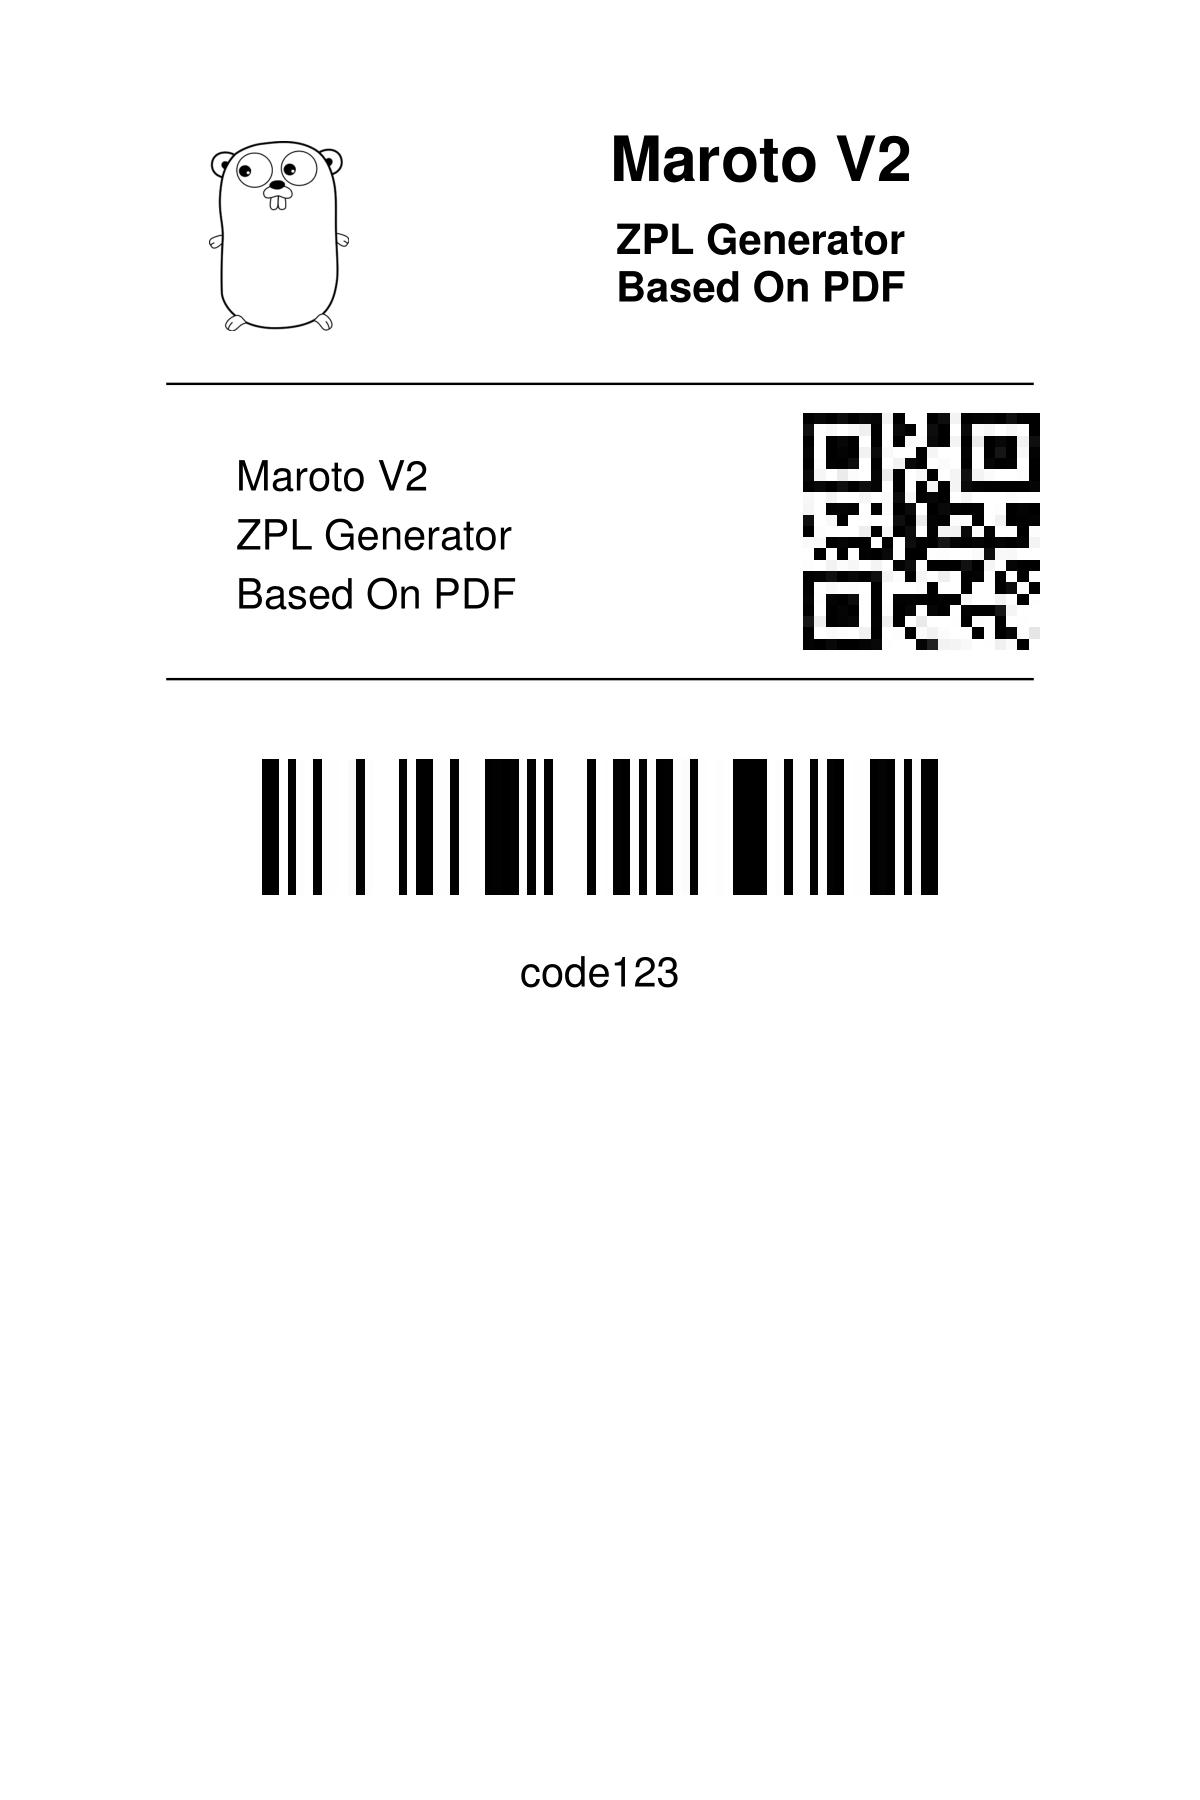 Maroto V2
ZPL Generator
Based On PDF
Maroto V2
ZPL Generator
Based On PDF
code123